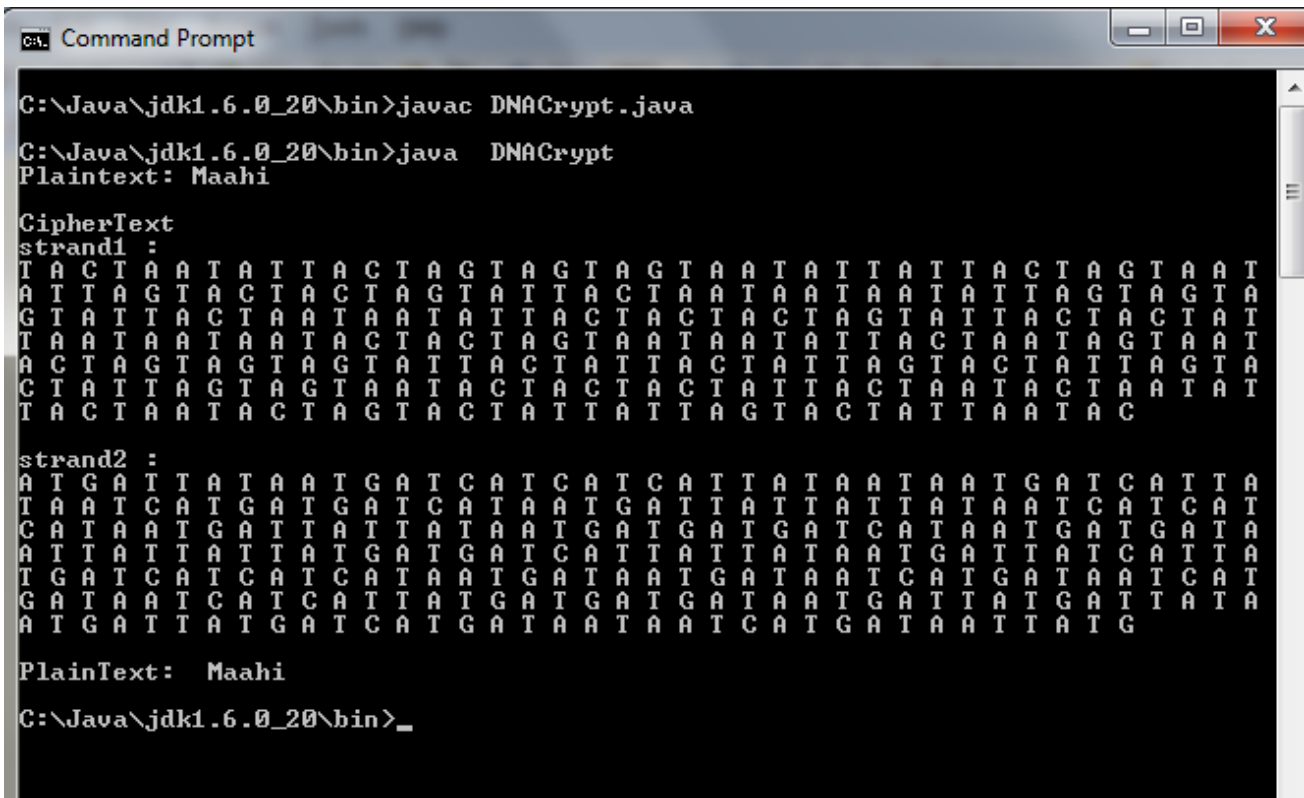 Command Prompt
C:\Java\jdk1.6.0_20\bin>javac DNACrypt.java
C:\Java\jdk1.6.0_20\bin>java  DNACrypt
Plaintext: Maahi
CipherText
strand1 :
T A C T A A T A T T A C T A G T A G T A G T A A T A T T A T T A C T A G T A A T
A T T A G T A C T A C T A G T A T T A C T A A T A A T A A T A T T A G T A G T A
G T A T T A C T A A T A A T A T T A C T A C T A C T A G T A T T A C T A C T A T
T A A T A A T A A T A C T A C T A G T A A T A A T A T T A C T A A T A G T A A T
A C T A G T A G T A G T A T T A C T A T T A C T A T T A G T A C T A T T A G T A
C T A T T A G T A G T A A T A C T A C T A C T A T T A C T A A T A C T A A T A T
T A C T A A T A C T A G T A C T A T T A T T A G T A C T A T T A A T A C
strand2 :
A T G A T T A T A A T G A T C A T C A T C A T T A T A A T A A T G A T C A T T A
T A A T C A T G A T G A T C A T A A T G A T T A T T A T T A T A A T C A T C A T
C A T A A T G A T T A T T A T A A T G A T G A T G A T C A T A A T G A T G A T A
A T T A T T A T T A T G A T G A T C A T T A T T A T A A T G A T T A T C A T T A
T G A T C A T C A T C A T A A T G A T A A T G A T A A T C A T G A T A A T C A T
G A T A A T C A T C A T T A T G A T G A T G A T A A T G A T T A T G A T T A T A
A T G A T T A T G A T C A T G A T A A T A A T C A T G A T A A T T A T G
PlainText:  Maahi
C:\Java\jdk1.6.0_20\bin>_